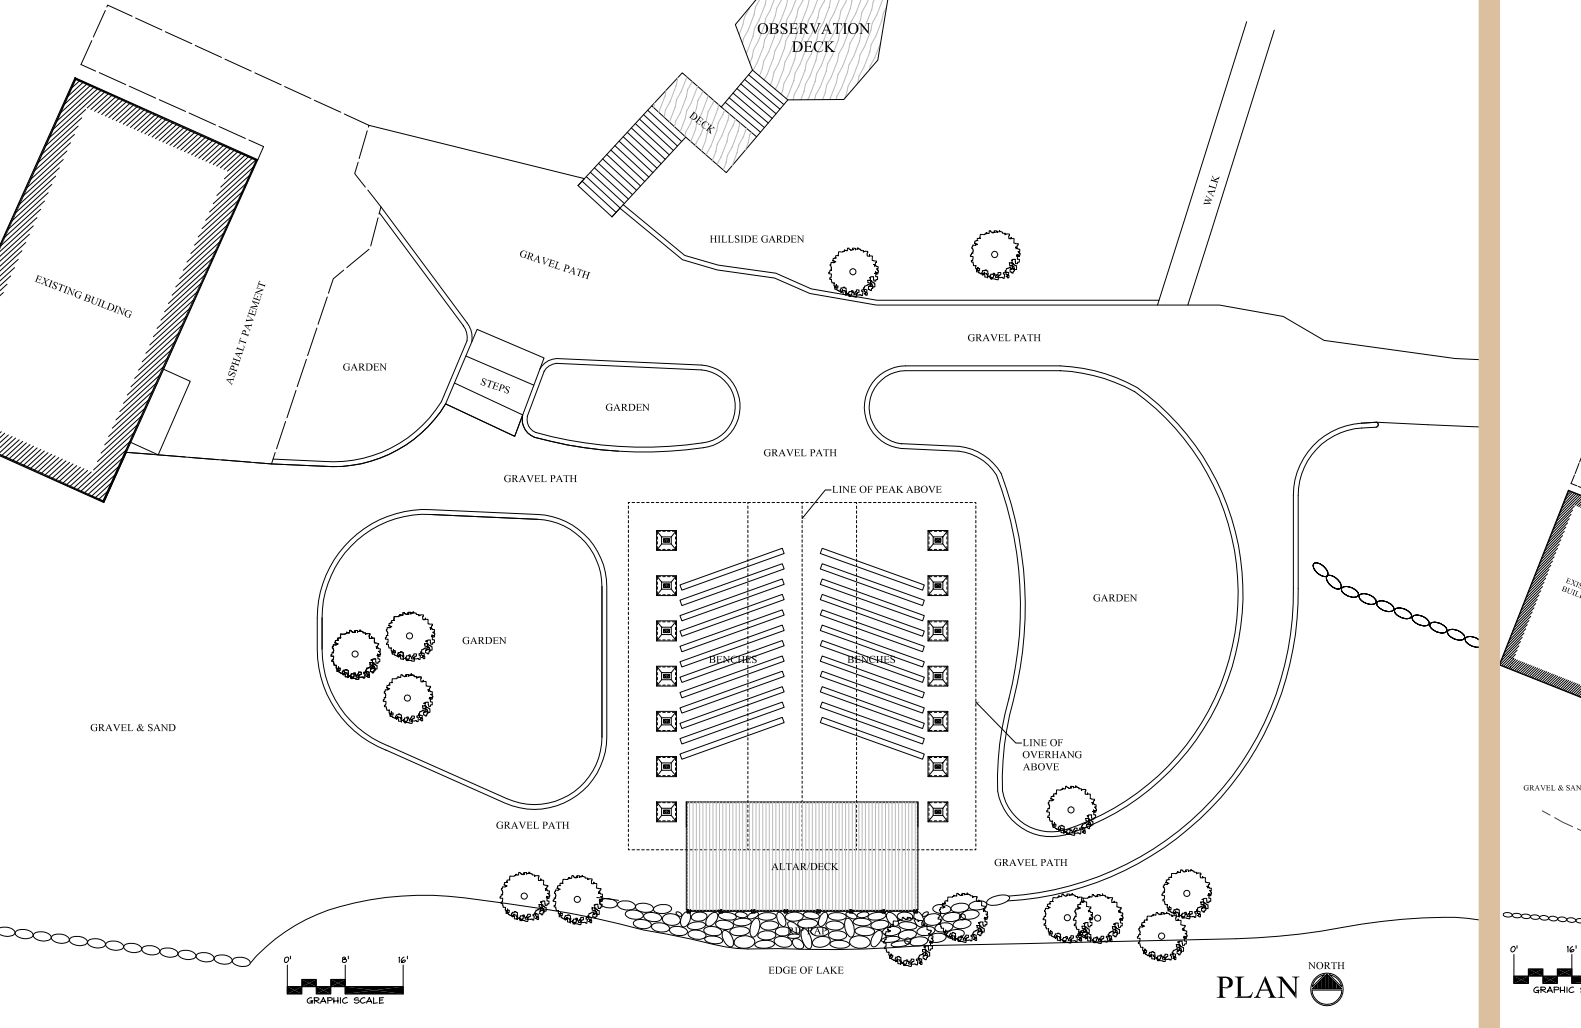 OBSERVATION
DECK
DECK
WALK
HILLSIDE GARDEN
GRAVEL PATH
EXISTING BUILDING
ASPHALT PAVEMENT
GRAVEL PATH
GARDEN
STEPS
GARDEN
GRAVEL PATH
GRAVEL PATH
LINE OF PEAK ABOVE
GARDEN
GARDEN
BENCHES
BENCHES
GRAVEL & SAND
LINE OF
OVERHANG
ABOVE
GRAVEL PATH
GRAVEL PATH
ALTAR/DECK
RIP RAP
EDGE OF LAKE
0' 8' 16'
GRAPHIC SCALE
PLAN
NORTH
GRAVEL & SAN
0' 16'
GRAPHIC